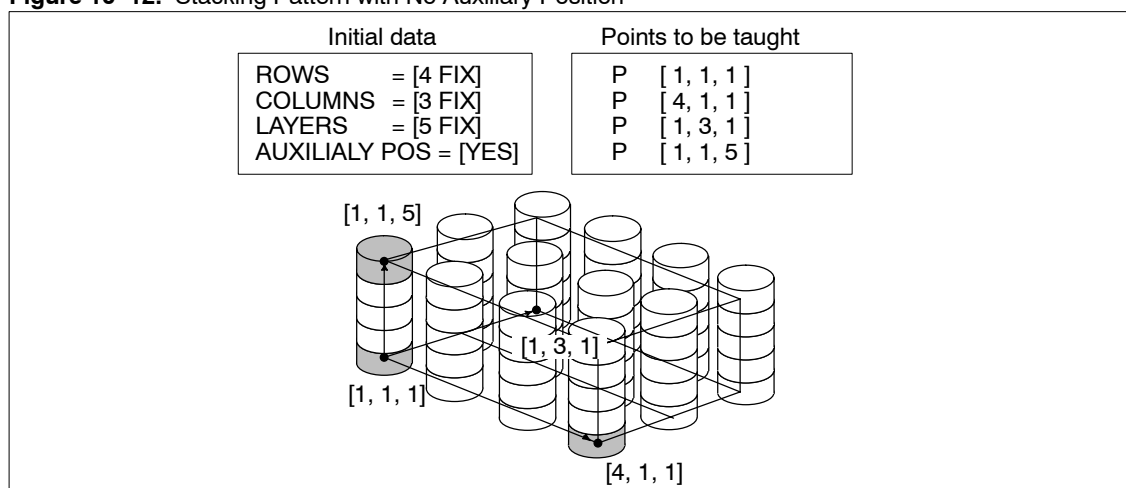 Figure 10–12. Stacking Pattern with No Auxiliary Position
Initial data
ROWS = [4 FIX]
COLUMNS = [3 FIX]
LAYERS = [5 FIX]
AUXILIALY POS = [YES]
Points to be taught
P [ 1, 1, 1 ]
P [ 4, 1, 1 ]
P [ 1, 3, 1 ]
P [ 1, 1, 5 ]
[1, 1, 5]
[1, 3, 1]
[1, 1, 1]
[4, 1, 1]